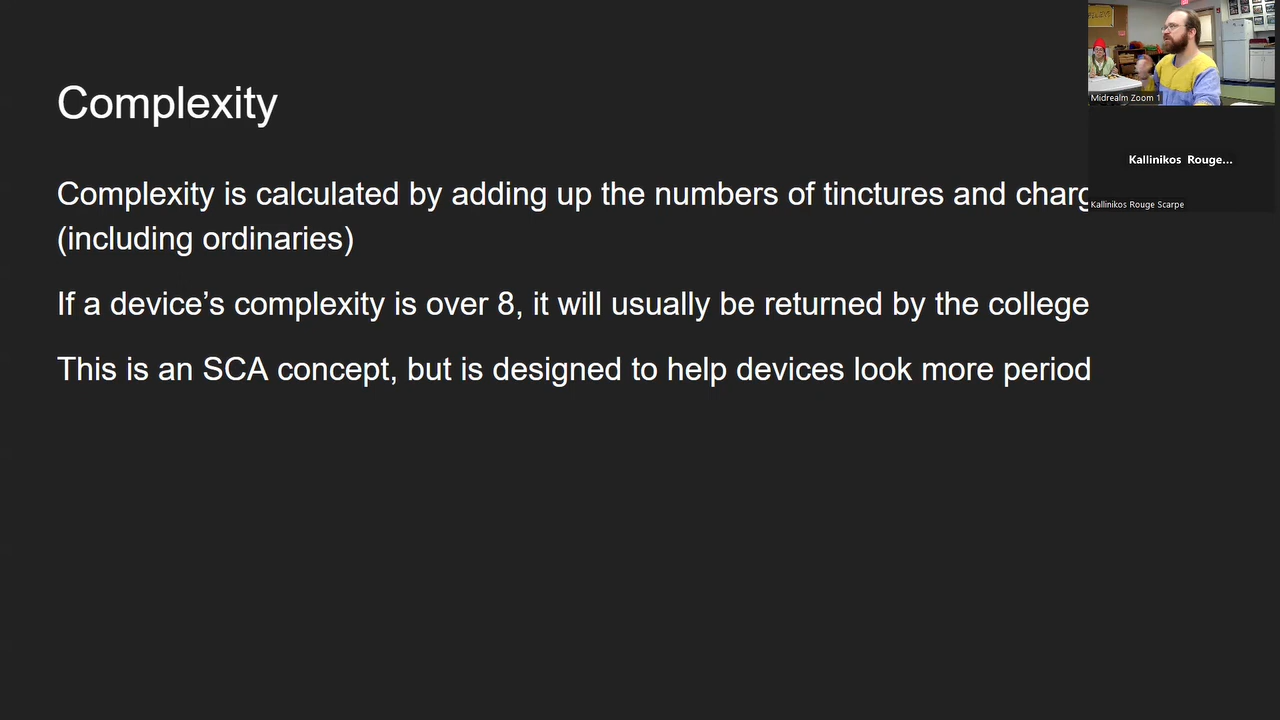 Complexity
Complexity is calculated by adding up the numbers of tinctures and charg
(including ordinaries)
If a device’s complexity is over 8, it will usually be returned by the college
This is an SCA concept, but is designed to help devices look more period
Midrealm Zoom 1
Kallinikos Rouge...
Kallinikos Rouge Scarpe